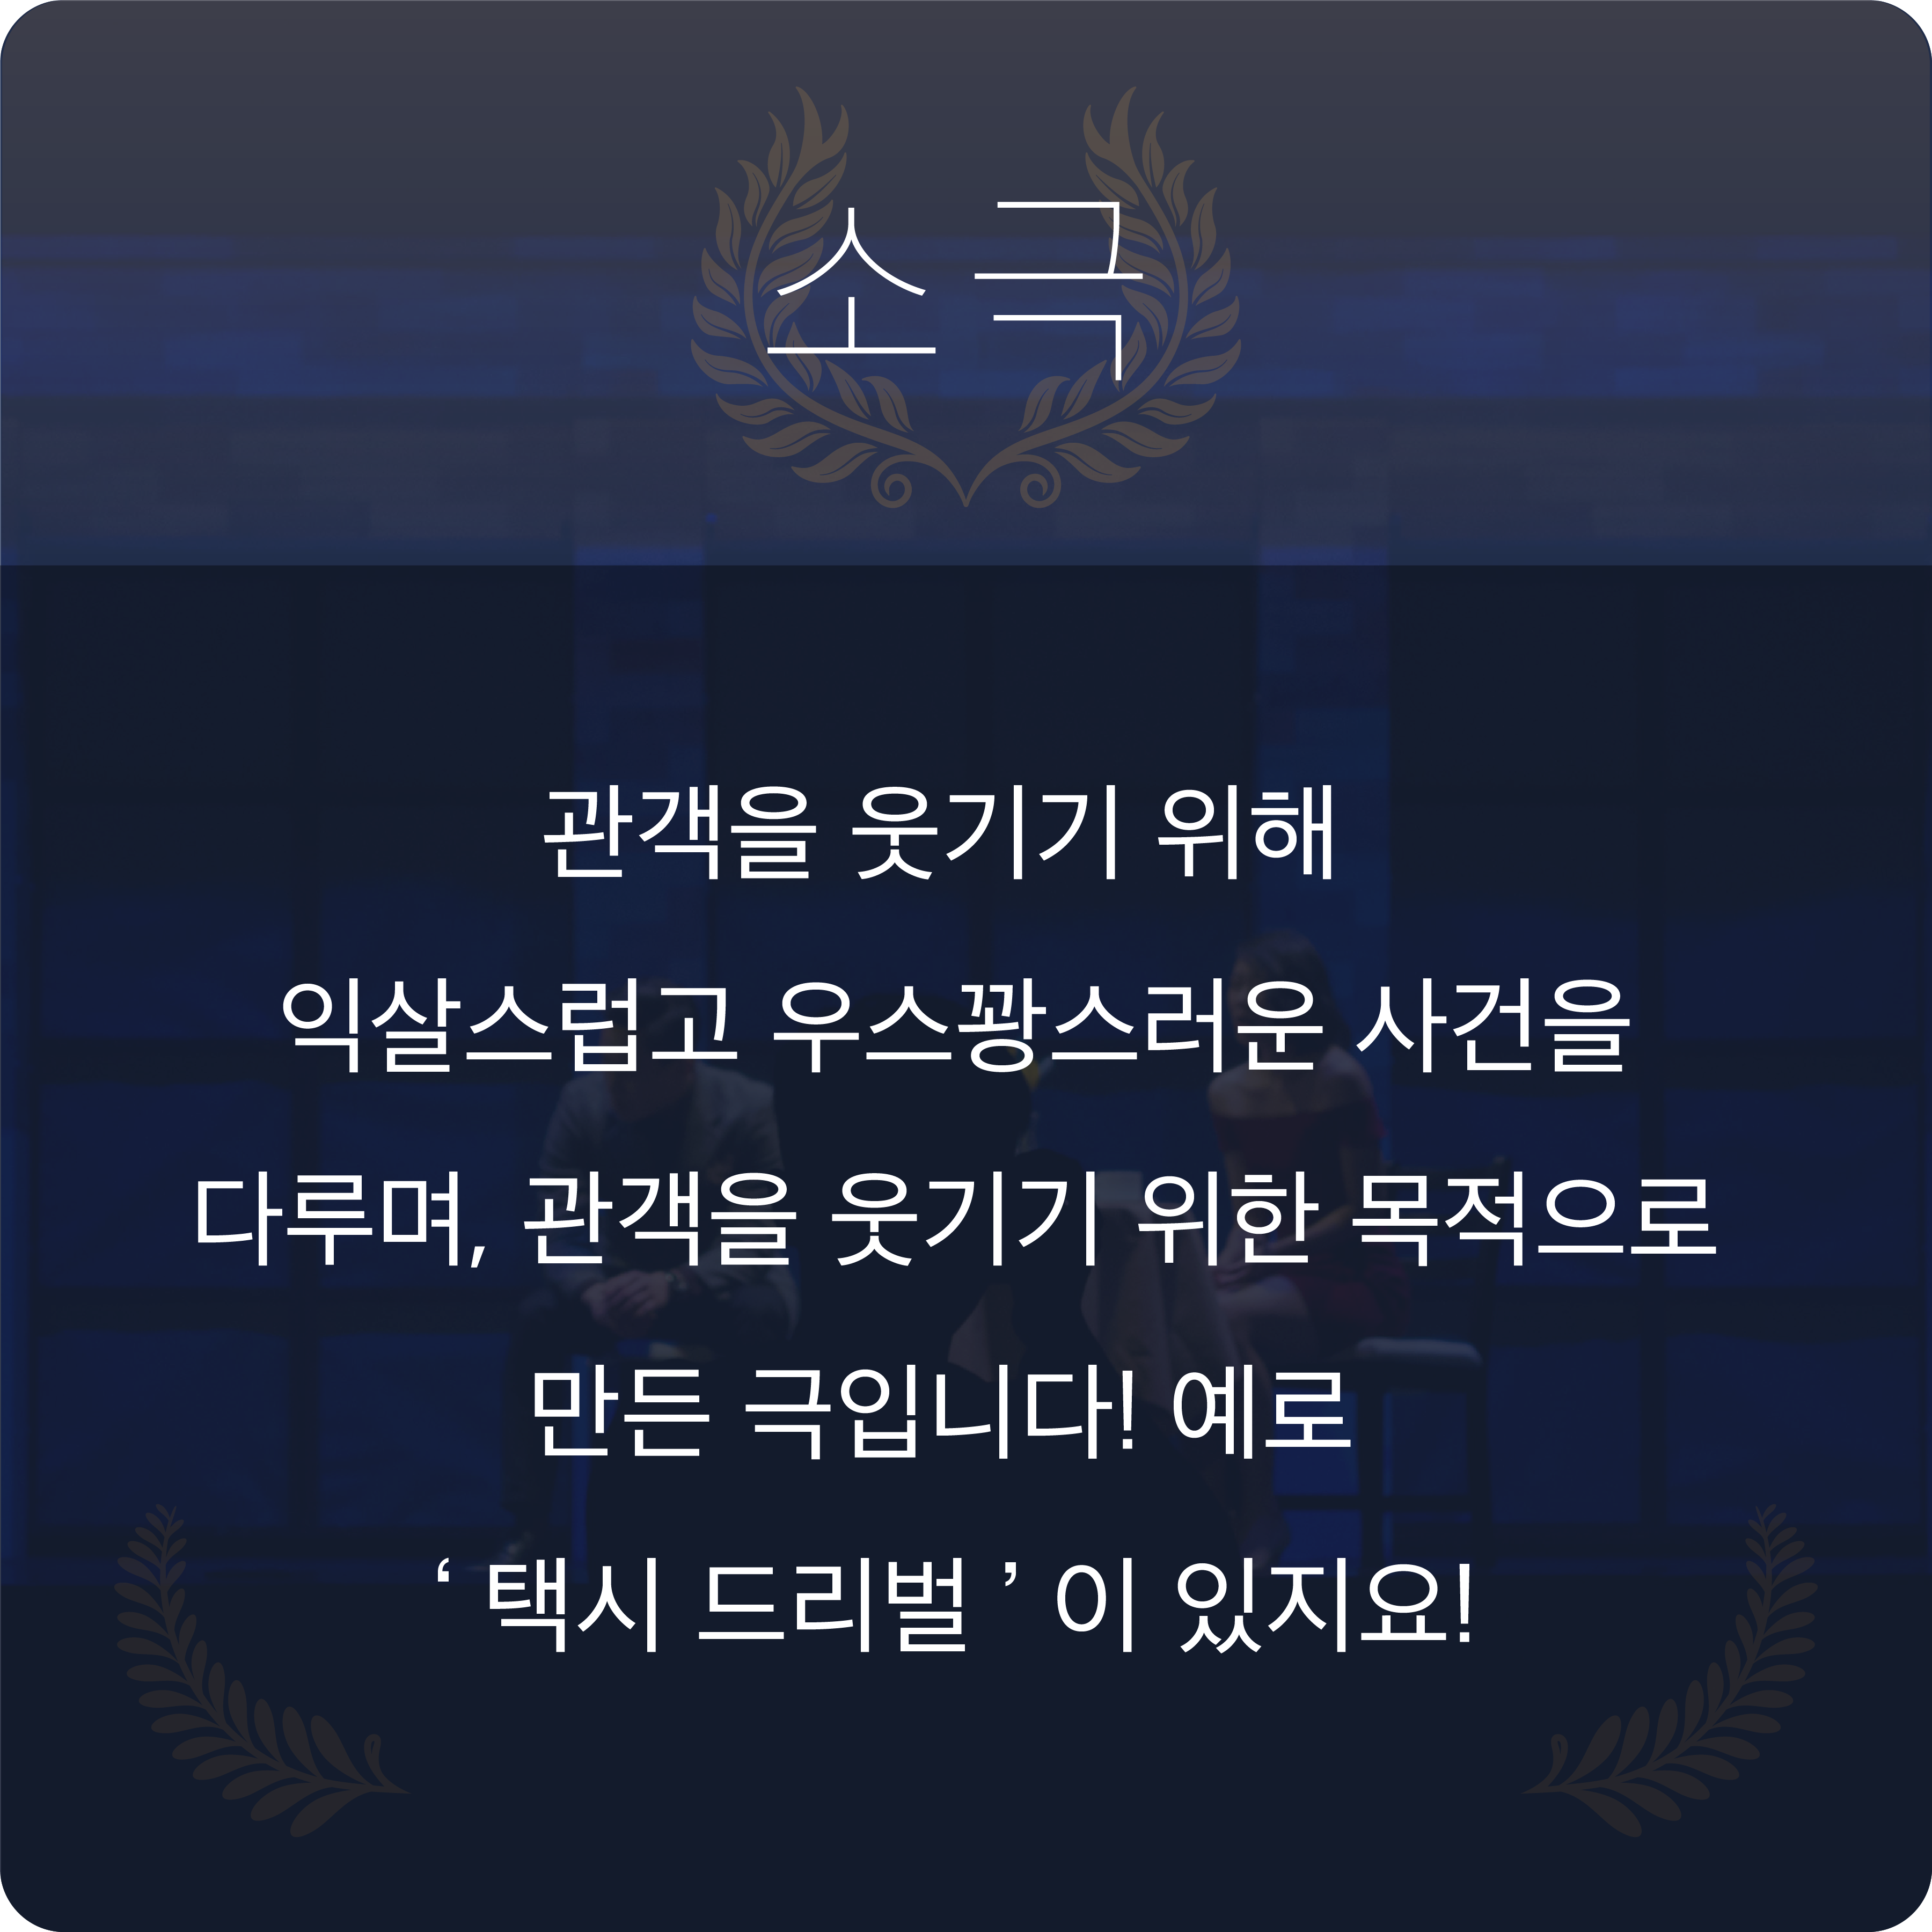 소극
관객을 웃기기 위해
익살스럽고 우스꽝스러운 사건을
다루며, 관객을 웃기기 위한 목적으로
만든 극입니다! 예로
‘ 택시 드리벌 ’ 이 있지요!